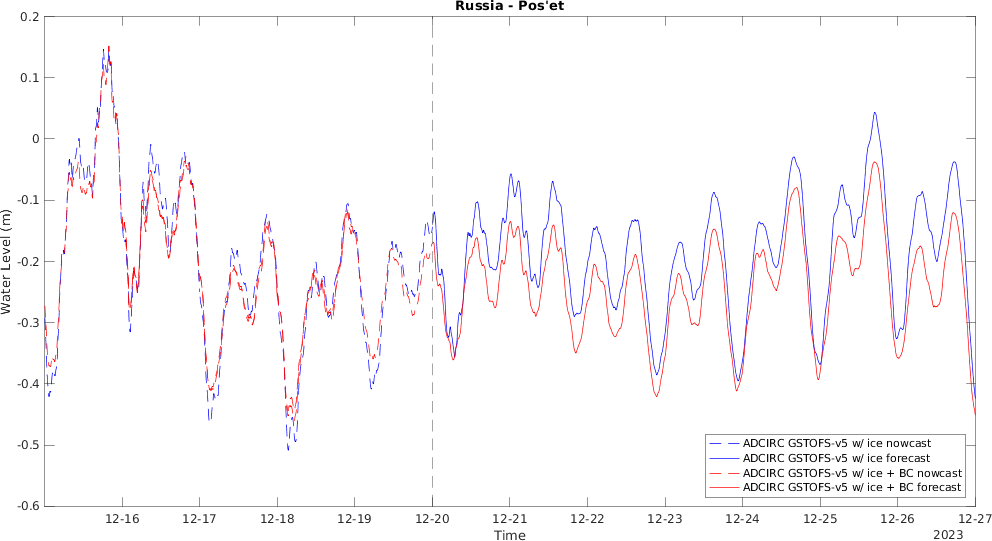 Russia - Pos'et
0.2
0.1
0
-0.1
-0.2
-0.3
-0.4
-0.5
-0.6
Water Level (m)
ADCIRC GSTOFS-v5 w/ ice nowcast
ADCIRC GSTOFS-v5 w/ ice forecast
ADCIRC GSTOFS-v5 w/ ice + BC nowcast
ADCIRC GSTOFS-v5 w/ ice + BC forecast
12-16 12-17 12-18 12-19 12-20 12-21 12-22 12-23 12-24 12-25 12-26 12-27
Time
2023